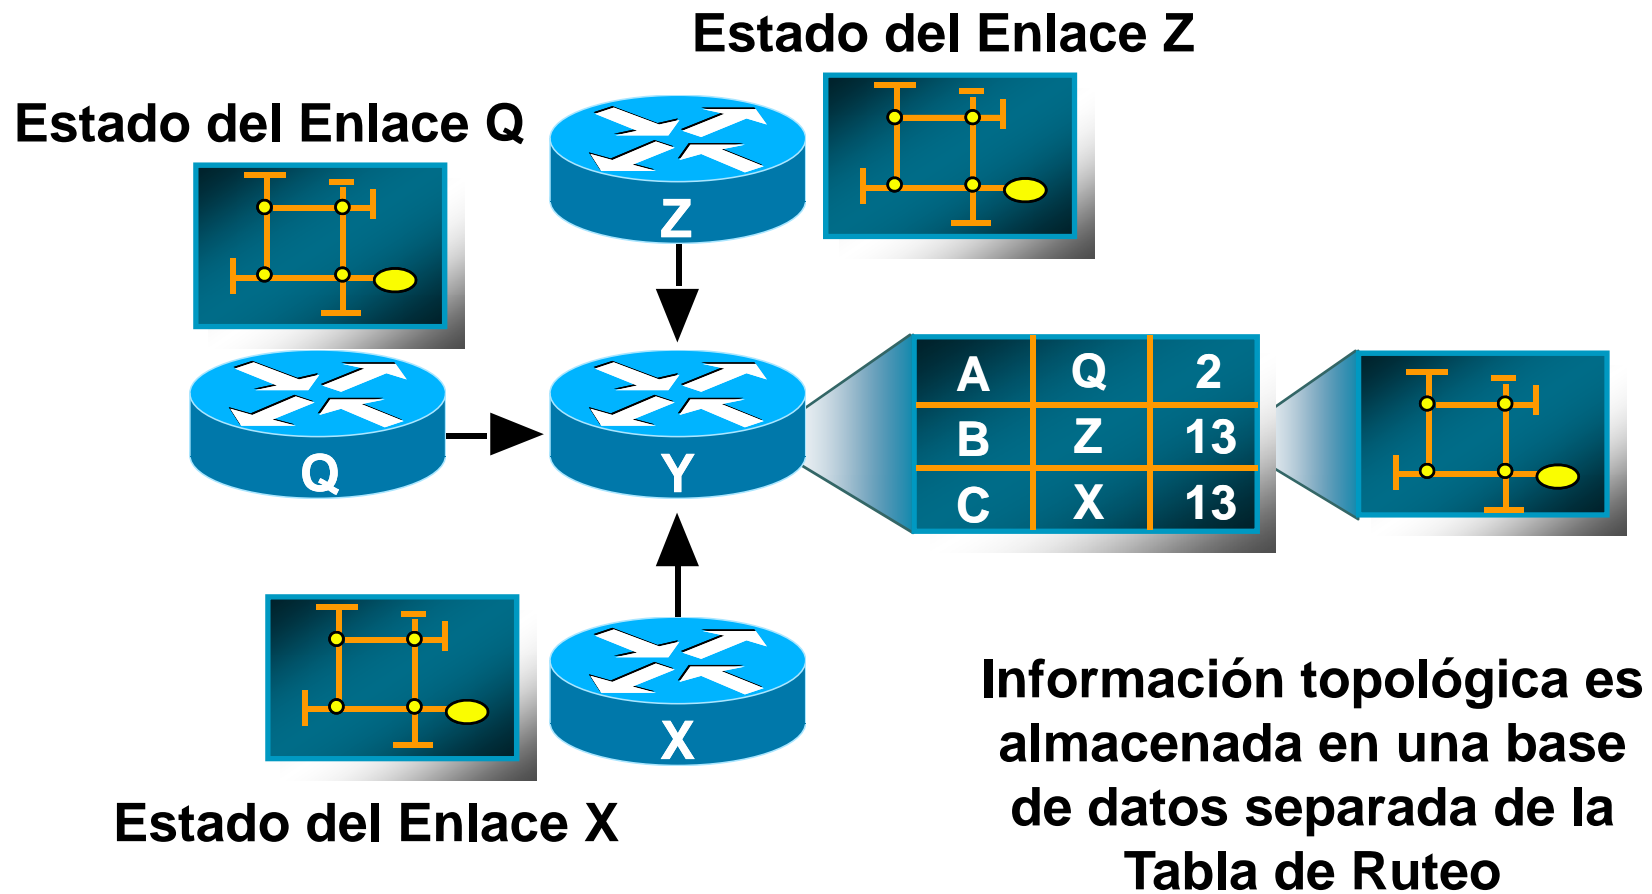 Estado del Enlace Z
Estado del Enlace Q
Z
A Q 2
B Z 13
C X 13
Q
Y
X
Información topológica es
almacenada en una base
de datos separada de la
Tabla de Ruteo
Estado del Enlace X